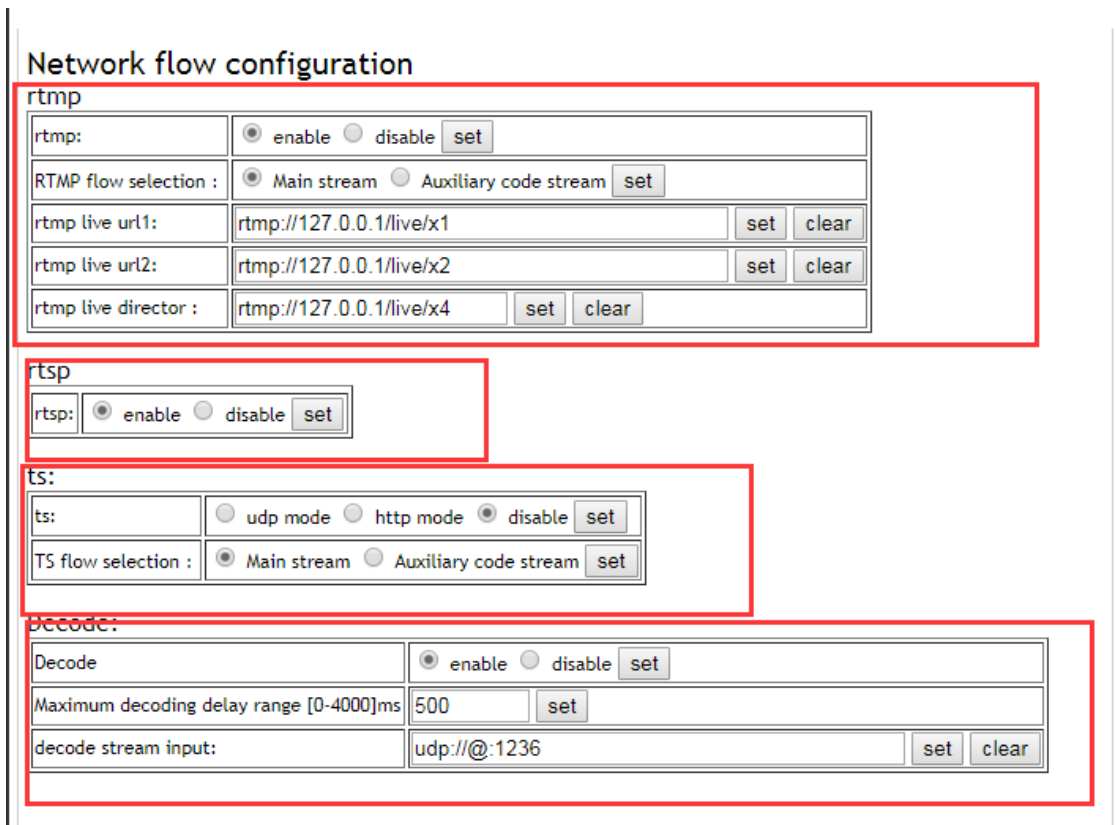 Network flow configuration
rtmp
rtmp: enable disable set
RTMP flow selection : Main stream Auxiliary code stream set
rtmp live url1: rtmp://127.0.0.1/live/x1 set clear
rtmp live url2: rtmp://127.0.0.1/live/x2 set clear
rtmp live director : rtmp://127.0.0.1/live/x4 set clear
rtsp
rtsp: enable disable set
ts:
ts: udp mode http mode disable set
TS flow selection : Main stream Auxiliary code stream set
Decode:
Decode enable disable set
Maximum decoding delay range [0-4000]ms 500 set
decode stream input: udp://@:1236 set clear